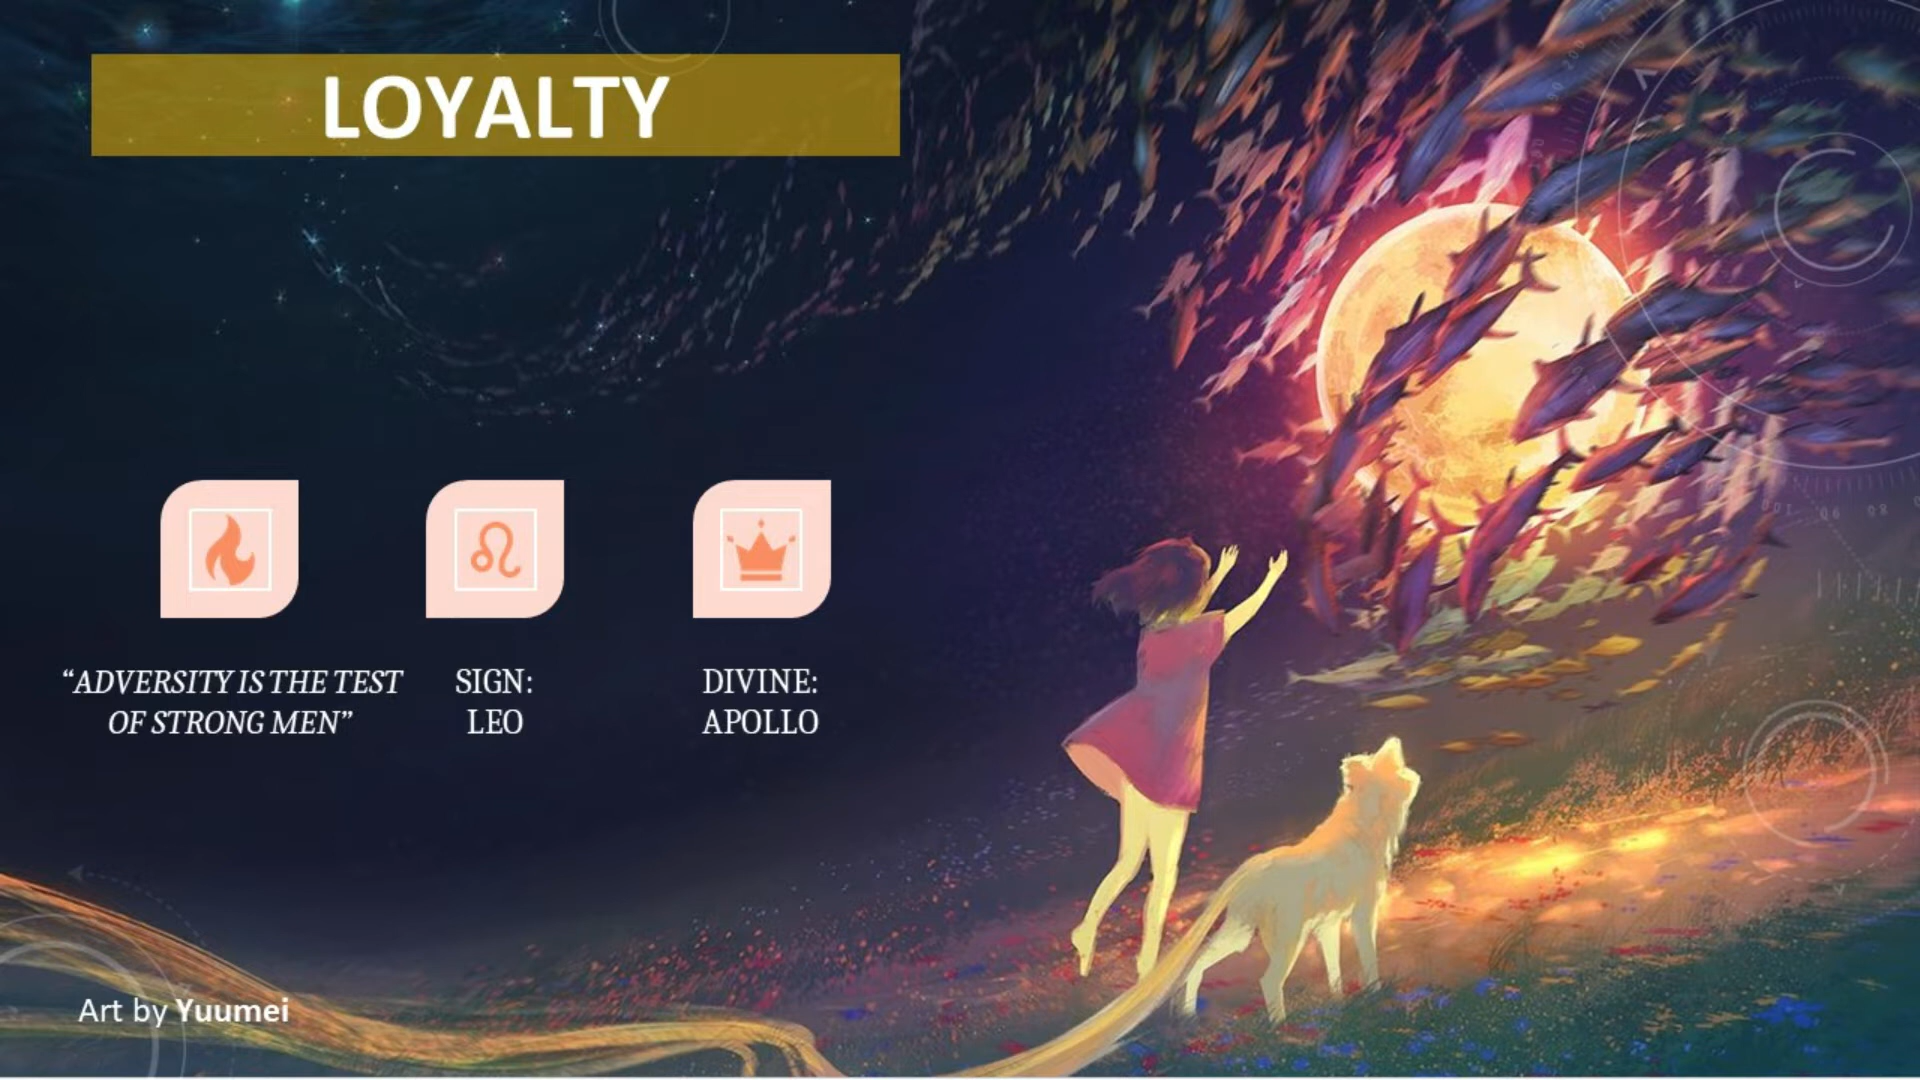 LOYALTY
“ADVERSITY IS THE TEST
OF STRONG MEN”
SIGN:
LEO
DIVINE:
APOLLO
Art by Yuumei